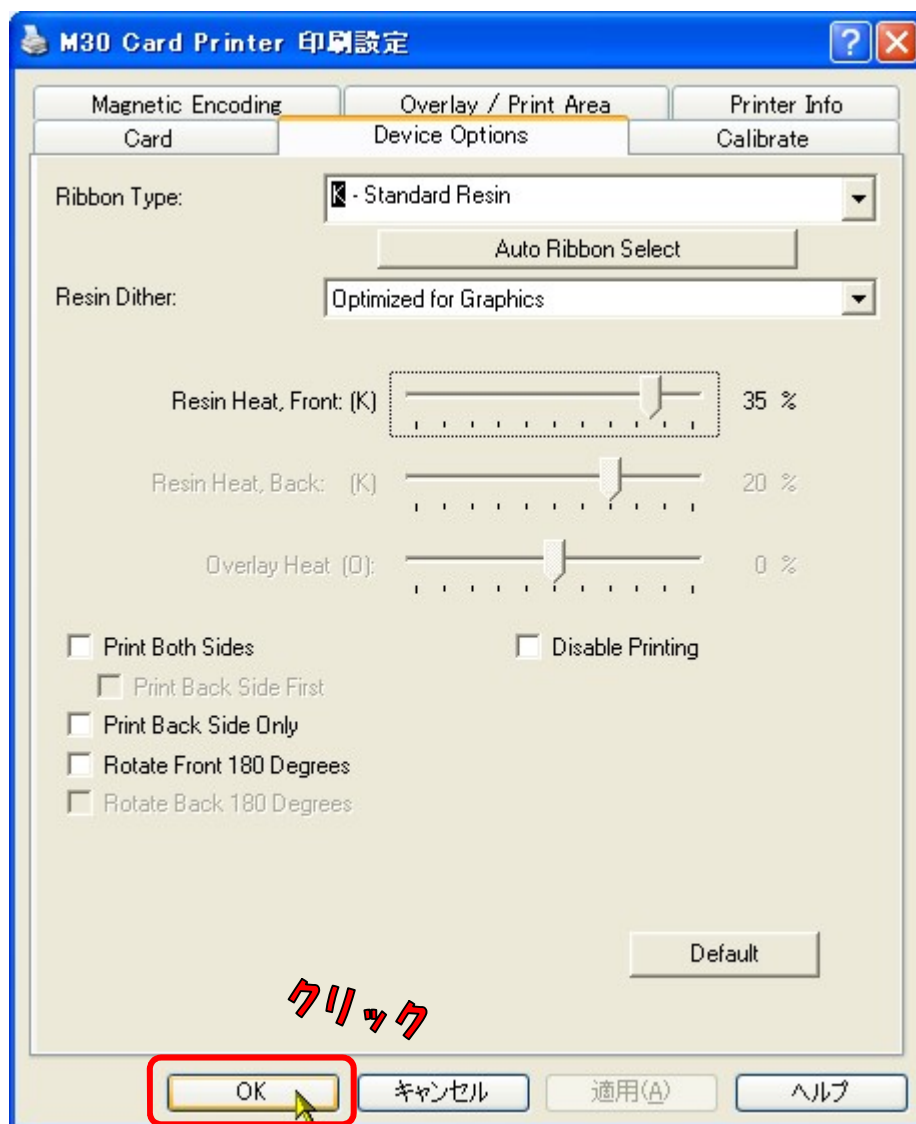 M30 Card Printer 印刷設定
Magnetic Encoding Overlay / Print Area Printer Info
Card Device Options Calibrate
Ribbon Type: K - Standard Resin
Auto Ribbon Select
Resin Dither: Optimized for Graphics
Resin Heat, Front: (K) 35 %
Resin Heat, Back: (K) 20 %
Overlay Heat (O): 0 %
Print Both Sides Disable Printing
Print Back Side First
Print Back Side Only
Rotate Front 180 Degrees
Rotate Back 180 Degrees
Default
クリック
OK キャンセル 適用(A) ヘルプ